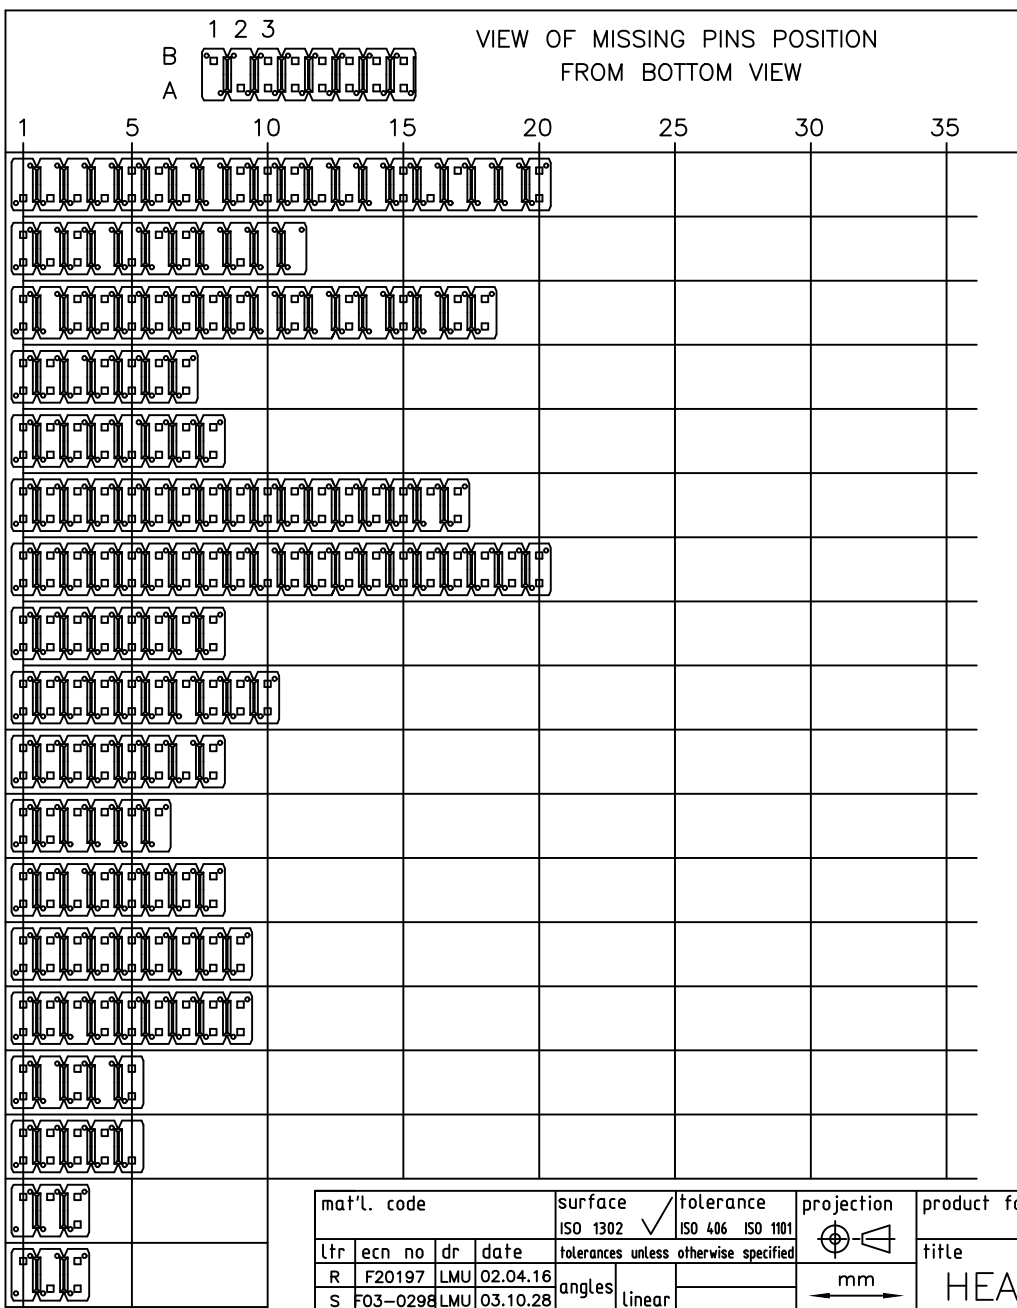 1 2 3
B
A
VIEW OF MISSING PINS POSITION
FROM BOTTOM VIEW
1 5 10 15 20 25 30 35
mat'l. code
surface
ISO 1302
tolerance
ISO 406 ISO 1101
projection
product fa
ltr ecn no dr date
tolerances unless otherwise specified
title
R F20197 LMU 02.04.16
angles
linear
mm
HEA
S F03-0298 LMU 03.10.28